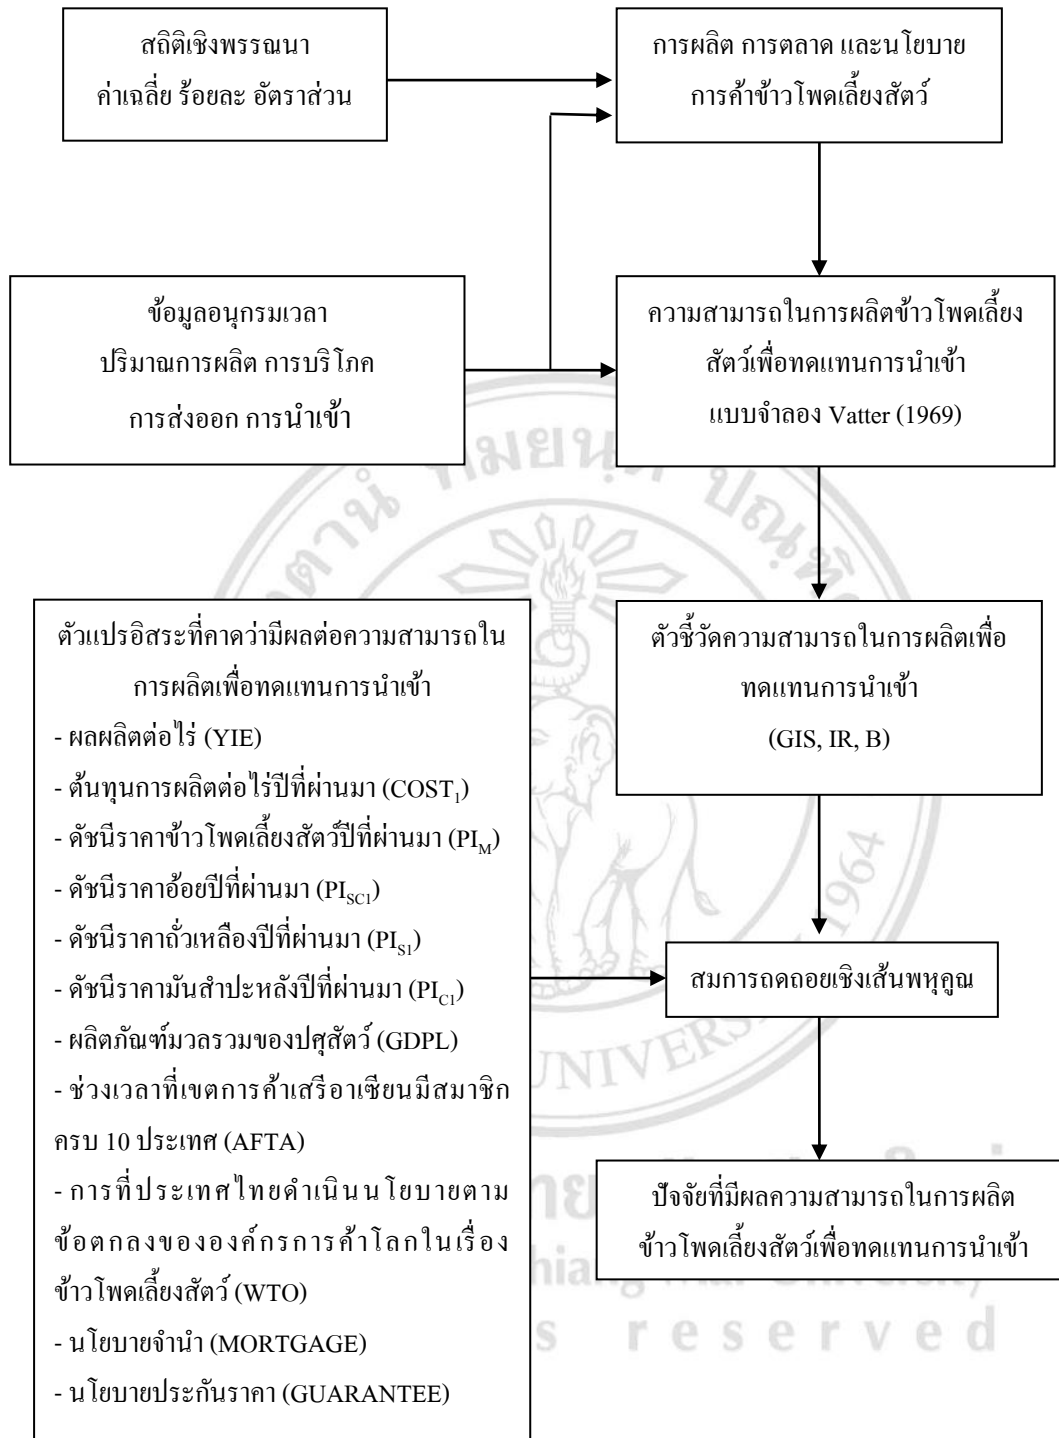 สถิติเชิงพรรณนา
ค่าเฉลี่ย ร้อยละ อัตราส่วน
การผลิต การตลาด และนโยบาย
การค้าข้าวโพดเลี้ยงสัตว์
ข้อมูลอนุกรมเวลา
ปริมาณการผลิต การบริโภค
การส่งออก การนำเข้า
ความสามารถในการผลิตข้าวโพดเลี้ยง
สัตว์เพื่อทดแทนการนำเข้า
แบบจำลอง Vatter (1969)
ตัวชี้วัดความสามารถในการผลิตเพื่อ
ทดแทนการนำเข้า
(GIS, IR, B)
ตัวแปรอิสระที่คาดว่ามีผลต่อความสามารถใน
การผลิตเพื่อทดแทนการนำเข้า
- ผลผลิตต่อไร่ (YIE)
- ต้นทุนการผลิตต่อไร่ปีที่ผ่านมา (COST₁)
- ดัชนีราคาข้าวโพดเลี้ยงสัตว์ปีที่ผ่านมา (PI_M)
- ดัชนีราคาอ้อยปีที่ผ่านมา (PI_SC1)
- ดัชนีราคาถั่วเหลืองปีที่ผ่านมา (PI_S1)
- ดัชนีราคามันสำปะหลังปีที่ผ่านมา (PI_C1)
- ผลิตภัณฑ์มวลรวมของปศุสัตว์ (GDPL)
- ช่วงเวลาที่เขตการค้าเสรีอาเซียนมีสมาชิก
ครบ 10 ประเทศ (AFTA)
- การที่ประเทศไทยดำเนินนโยบายตาม
ข้อตกลงขององค์กรการค้าโลกในเรื่อง
ข้าวโพดเลี้ยงสัตว์ (WTO)
- นโยบายจำนำ (MORTGAGE)
- นโยบายประกันราคา (GUARANTEE)
สมการถดถอยเชิงเส้นพหุคูณ
ปัจจัยที่มีผลความสามารถในการผลิต
ข้าวโพดเลี้ยงสัตว์เพื่อทดแทนการนำเข้า
1964
reserved